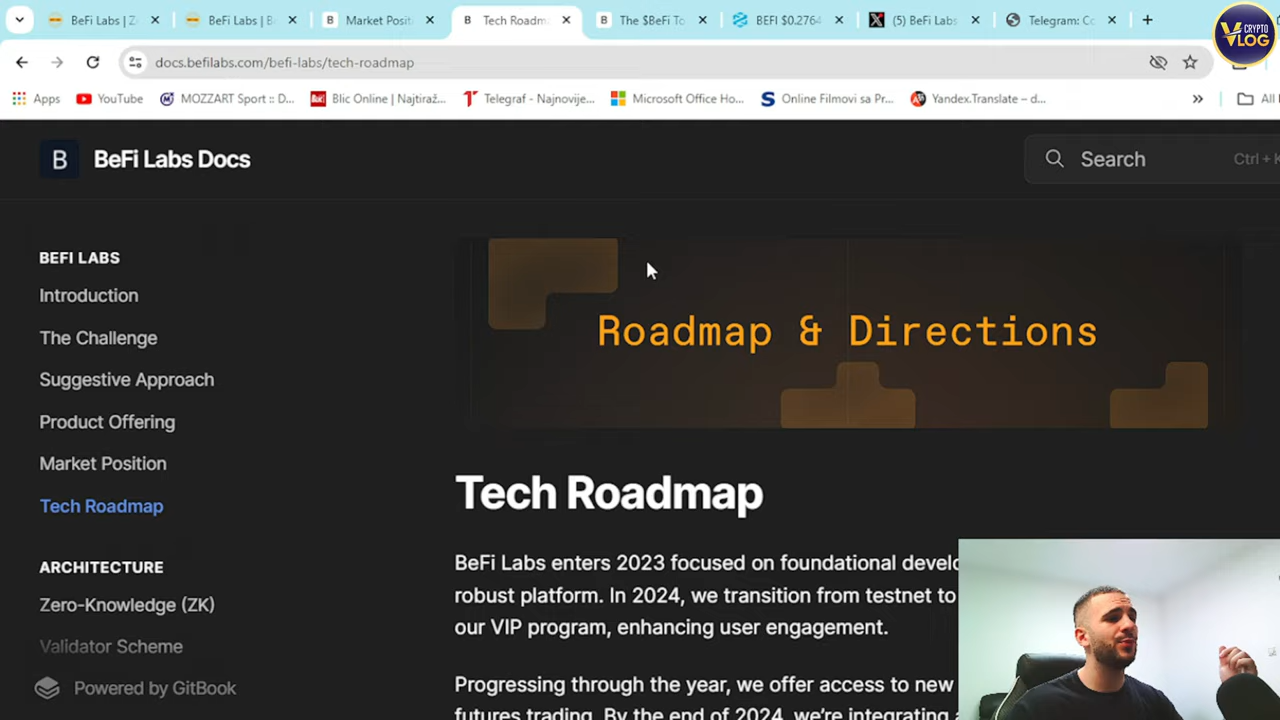 BeFi Labs | Z
BeFi Labs | B
Market Posit
Tech Roadm
The $BeFi To
BEFI $0.2764
(5) BeFi Labs
Telegram: Co
CRYPTO
VLOG
docs.befilabs.com/befi-labs/tech-roadmap
Apps
YouTube
MOZZART Sport :: D...
Blic Online | Najtiraž...
Telegraf - Najnovije...
Microsoft Office Ho...
Online Filmovi sa Pr...
Yandex.Translate – d...
»
All
B
BeFi Labs Docs
Search
Ctrl + K
BEFI LABS
Introduction
The Challenge
Suggestive Approach
Product Offering
Market Position
Tech Roadmap
ARCHITECTURE
Zero-Knowledge (ZK)
Validator Scheme
Powered by GitBook
Roadmap & Directions
Tech Roadmap
BeFi Labs enters 2023 focused on foundational develo
robust platform. In 2024, we transition from testnet to
our VIP program, enhancing user engagement.
Progressing through the year, we offer access to new
futures trading. By the end of 2024, we're integrating